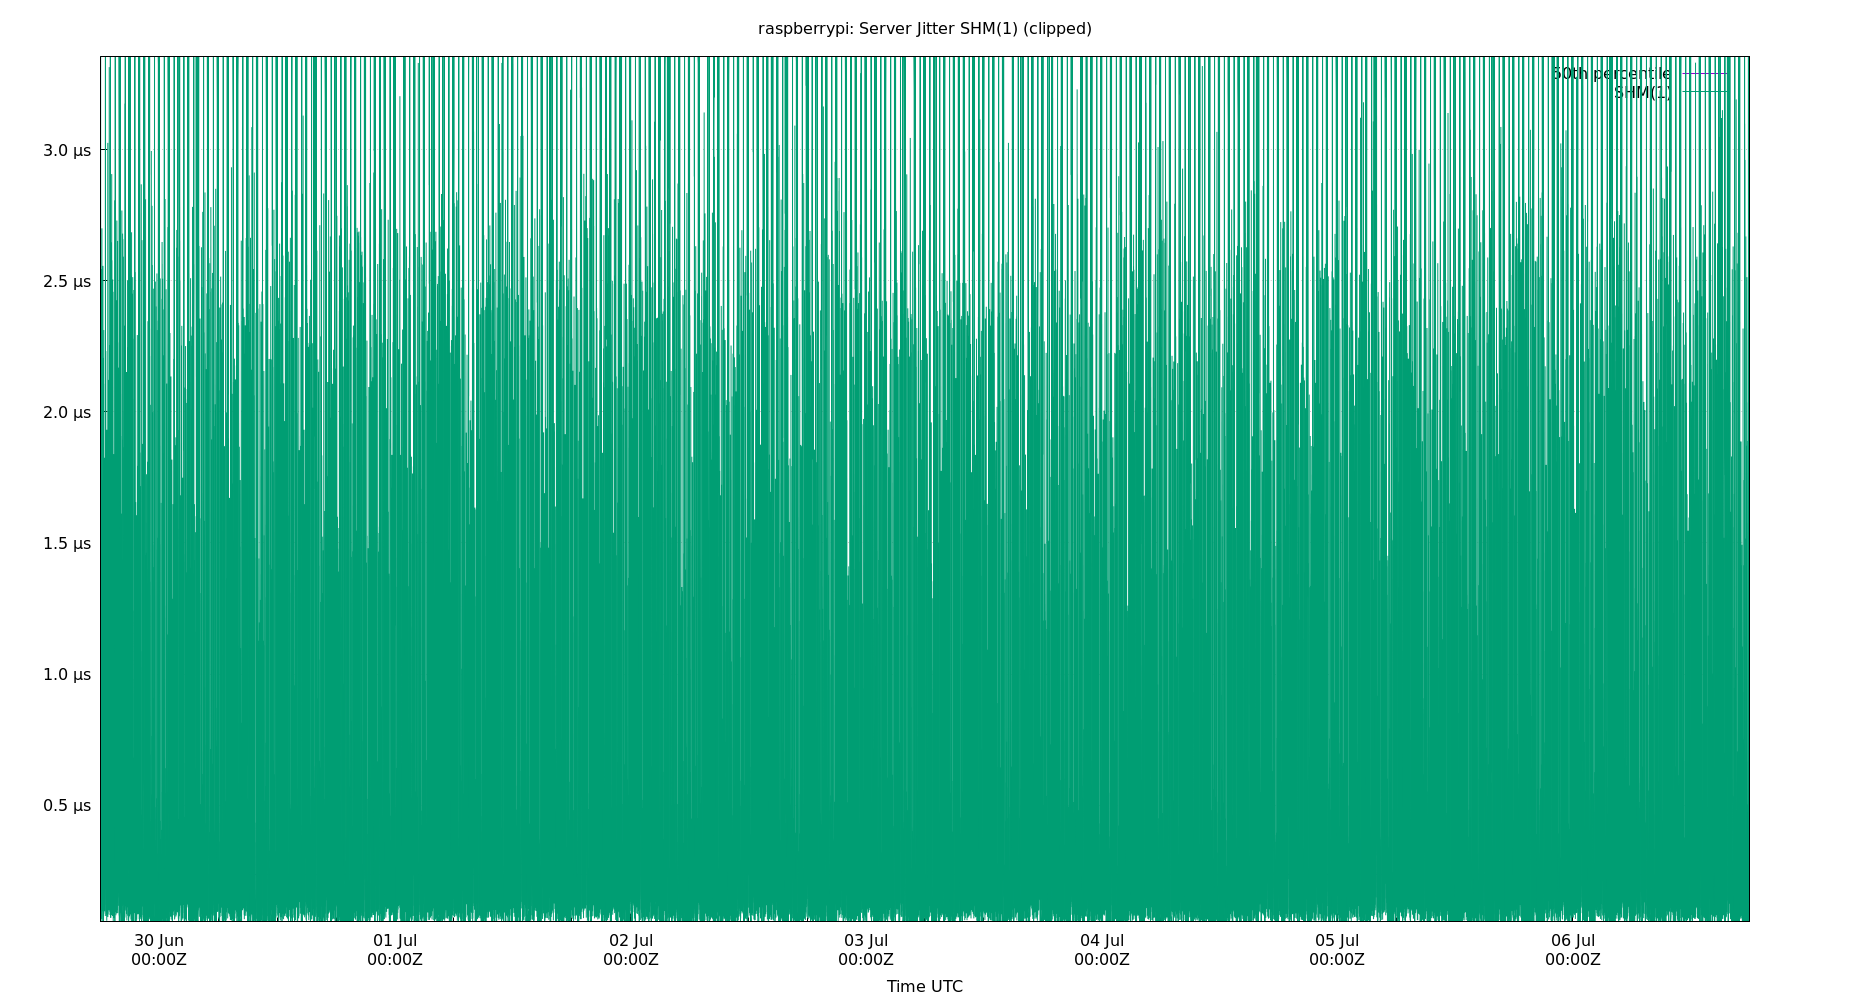 raspberrypi: Server Jitter SHM(1) (clipped)
50th percentile
SHM(1)
3.0 μs
2.5 μs
2.0 μs
1.5 μs
1.0 μs
0.5 μs
30 Jun 01 Jul 02 Jul 03 Jul 04 Jul 05 Jul 06 Jul
00:00Z 00:00Z 00:00Z 00:00Z 00:00Z 00:00Z 00:00Z
Time UTC